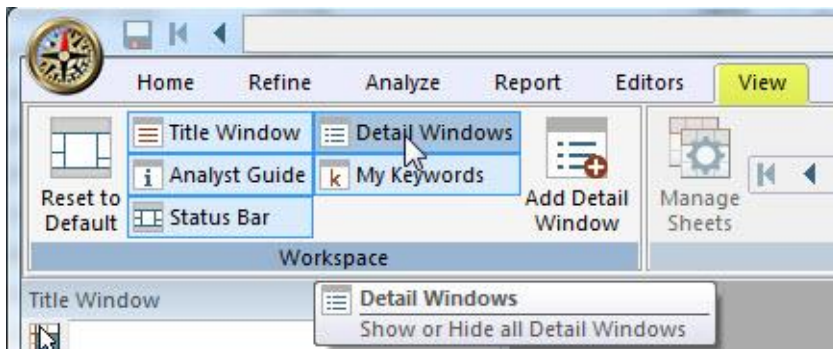 Home Refine Analyze Report Editors View
Title Window Detail Windows
i Analyst Guide k My Keywords
Reset to Default
Status Bar
Add Detail Window
Manage Sheets
Workspace
Title Window
Detail Windows
Show or Hide all Detail Windows